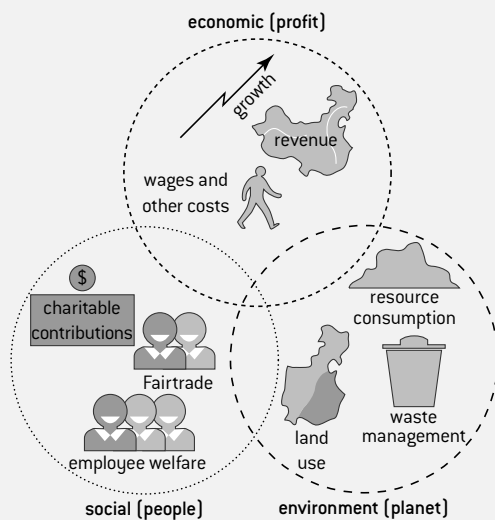 economic (profit)
growth
revenue
wages and
other costs
$
charitable
contributions
Fairtrade
employee welfare
social (people)
resource
consumption
waste
management
land
use
environment (planet)